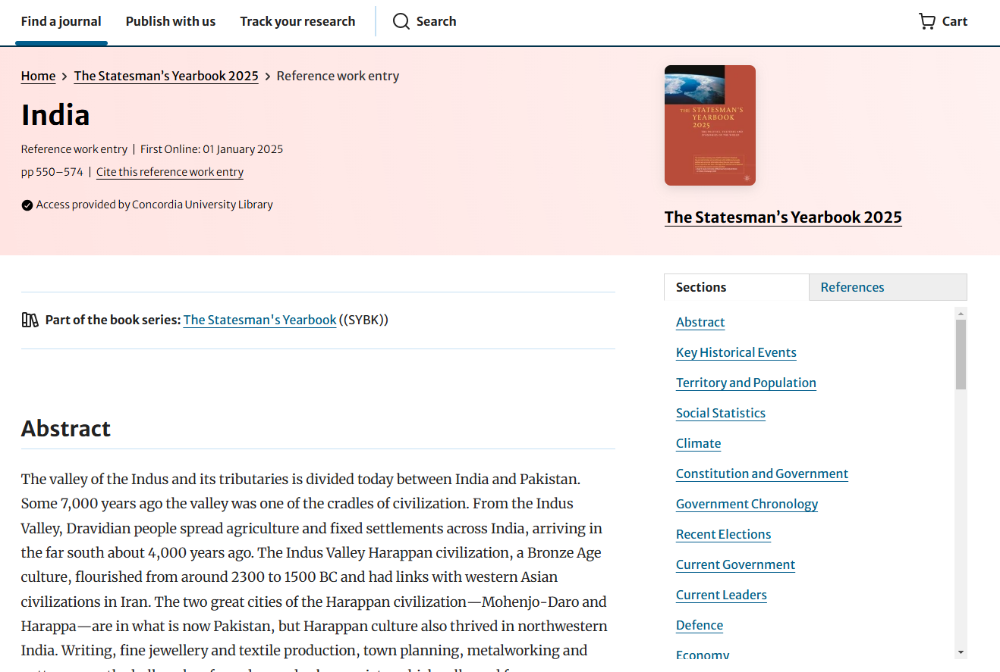 Find a journal Publish with us Track your research Search Cart
Home > The Statesman’s Yearbook 2025 > Reference work entry
India
Reference work entry | First Online: 01 January 2025
pp 550–574 | Cite this reference work entry
Access provided by Concordia University Library
THE STATESMAN'S
YEARBOOK
2025
The Statesman’s Yearbook 2025
Part of the book series: The Statesman's Yearbook ((SYBK))
Abstract
The valley of the Indus and its tributaries is divided today between India and Pakistan.
Some 7,000 years ago the valley was one of the cradles of civilization. From the Indus
Valley, Dravidian people spread agriculture and fixed settlements across India, arriving in
the far south about 4,000 years ago. The Indus Valley Harappan civilization, a Bronze Age
culture, flourished from around 2300 to 1500 BC and had links with western Asian
civilizations in Iran. The two great cities of the Harappan civilization—Mohenjo-Daro and
Harappa—are in what is now Pakistan, but Harappan culture also thrived in northwestern
India. Writing, fine jewellery and textile production, town planning, metalworking and
Sections References
Abstract
Key Historical Events
Territory and Population
Social Statistics
Climate
Constitution and Government
Government Chronology
Recent Elections
Current Government
Current Leaders
Defence
Economy